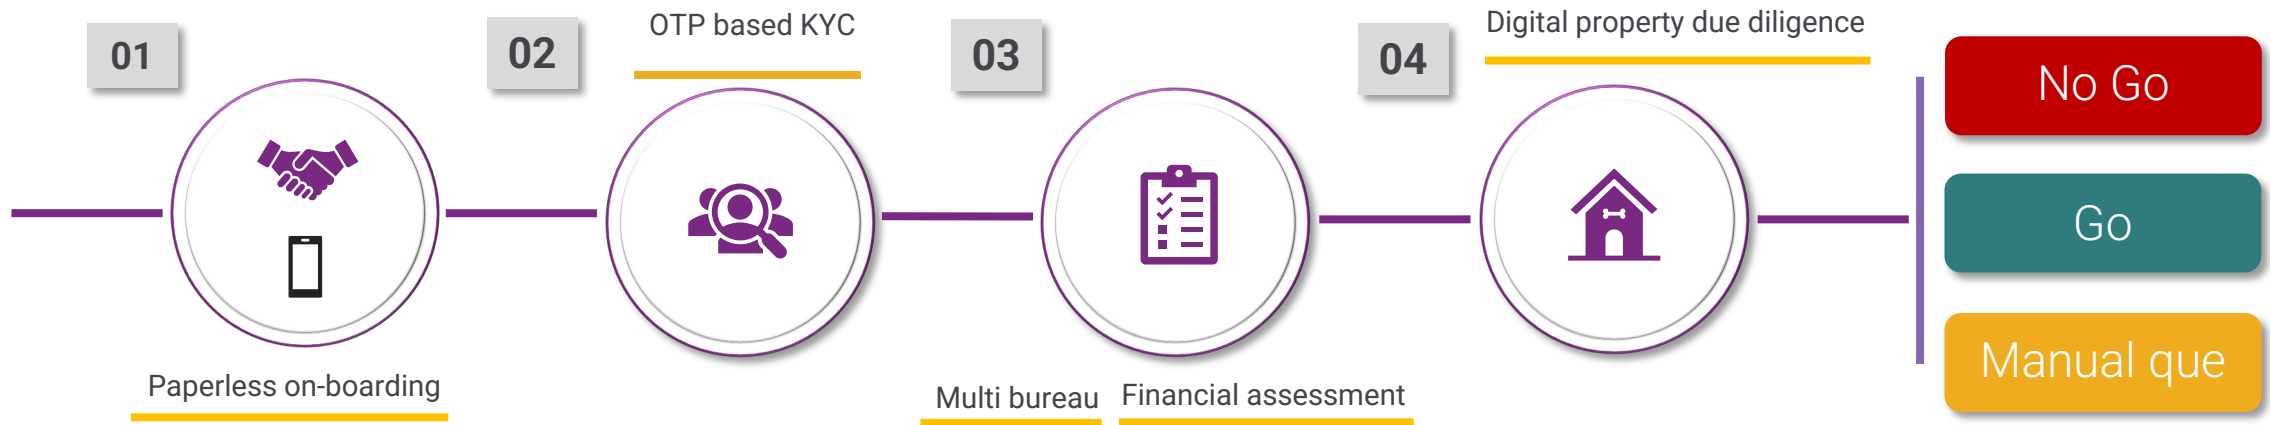 01
Paperless on-boarding
02
OTP based KYC
03
Multi bureau
Financial assessment
04
Digital property due diligence
No Go
Go
Manual que